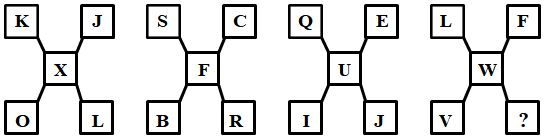 K J S C Q E L F
X F U W
O L B R I J V ?